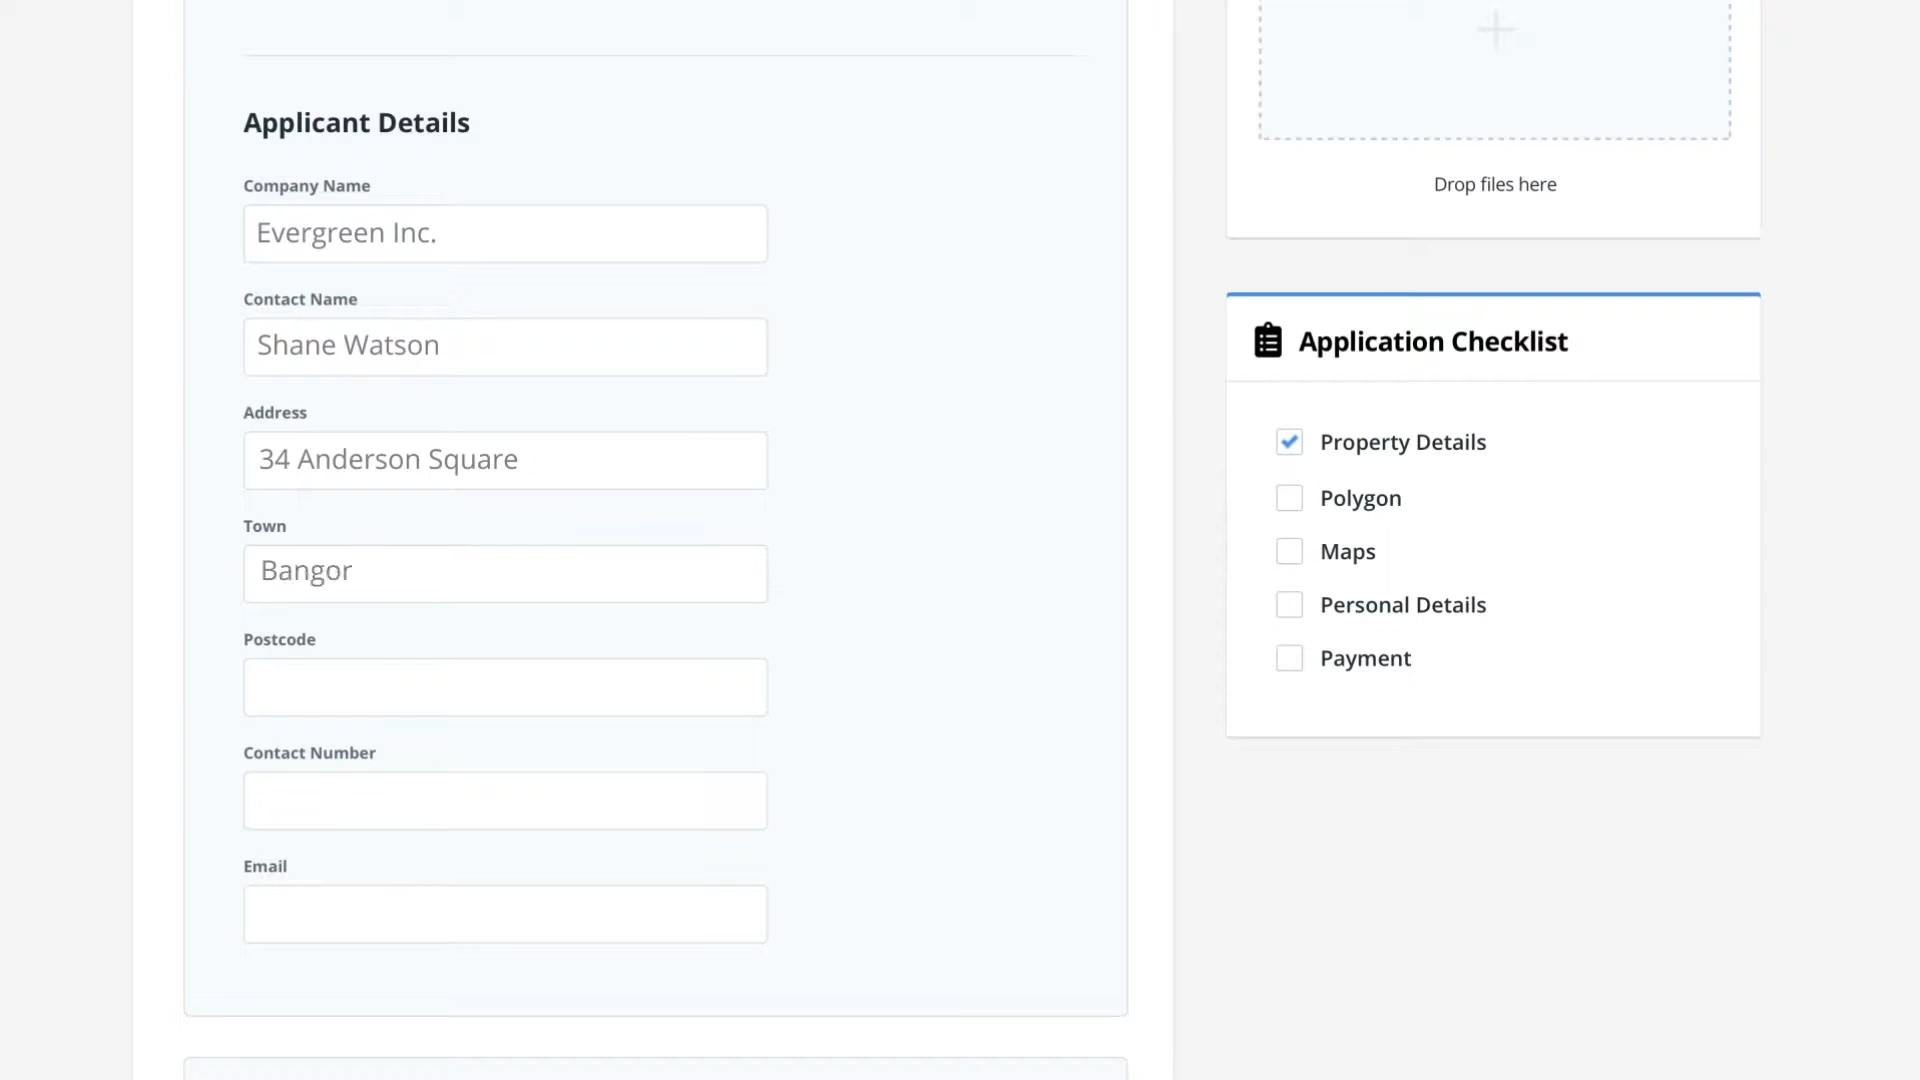 Applicant Details
Company Name
Evergreen Inc.
Contact Name
Shane Watson
Address
34 Anderson Square
Town
Bangor
Postcode
Contact Number
Email
Drop files here
Application Checklist
Property Details
Polygon
Maps
Personal Details
Payment